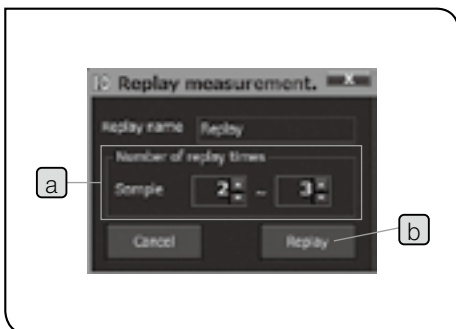 Replay measurement.
Replay name Replay
Number of replay times
a
Sample 2 ~ 3
Cancel Replay
b